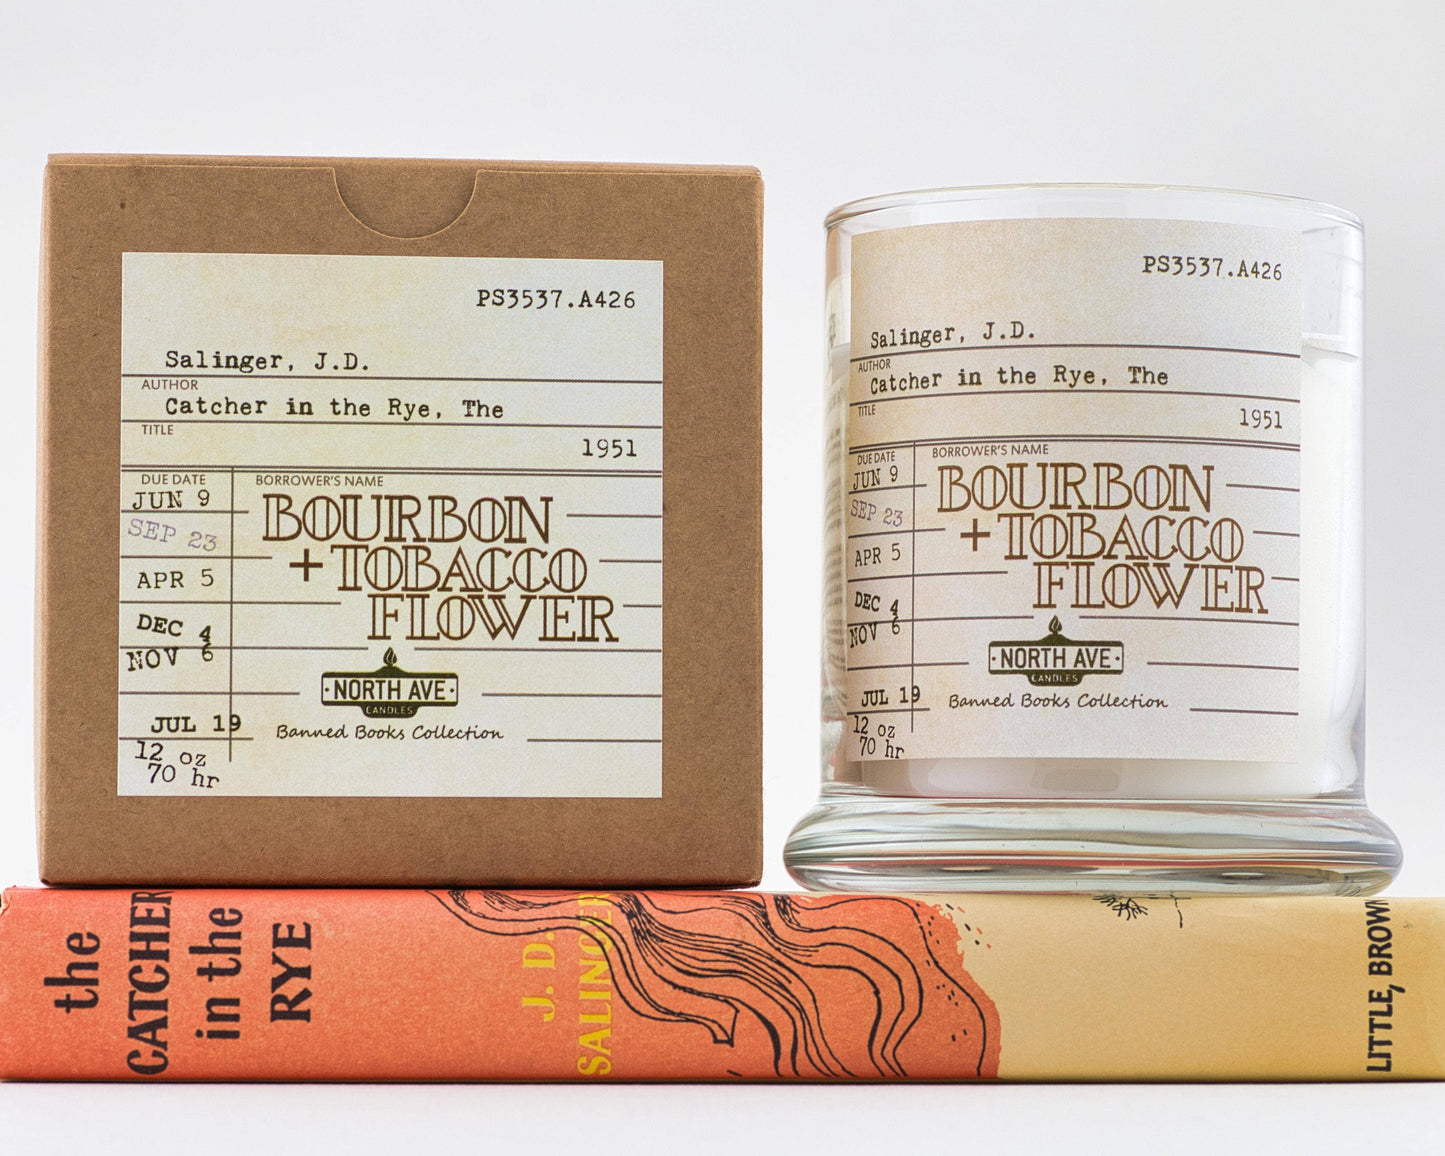 PS3537.A426
Salinger, J.D.
AUTHOR
Catcher in the Rye, The
TITLE
1951
DUE DATE
BORROWER'S NAME
JUN 9
SEP 23
APR 5
DEC 4
NOV 6
JUL 19
12 oz
70 hr
BOURBON
+TOBACCO
FLOWER
·NORTH AVE·
CANDLES
Banned Books Collection
PS3537.A426
Salinger, J.D.
AUTHOR
Catcher in the Rye, The
TITLE
1951
DUE DATE
BORROWER'S NAME
JUN 9
SEP 23
APR 5
DEC 4
NOV 6
JUL 19
12 oz
70 hr
BOURBON
+TOBACCO
FLOWER
·NORTH AVE·
CANDLES
Banned Books Collection
the
CATCHER
in the
RYE
J. D.
SALINGER
LITTLE, BROWN